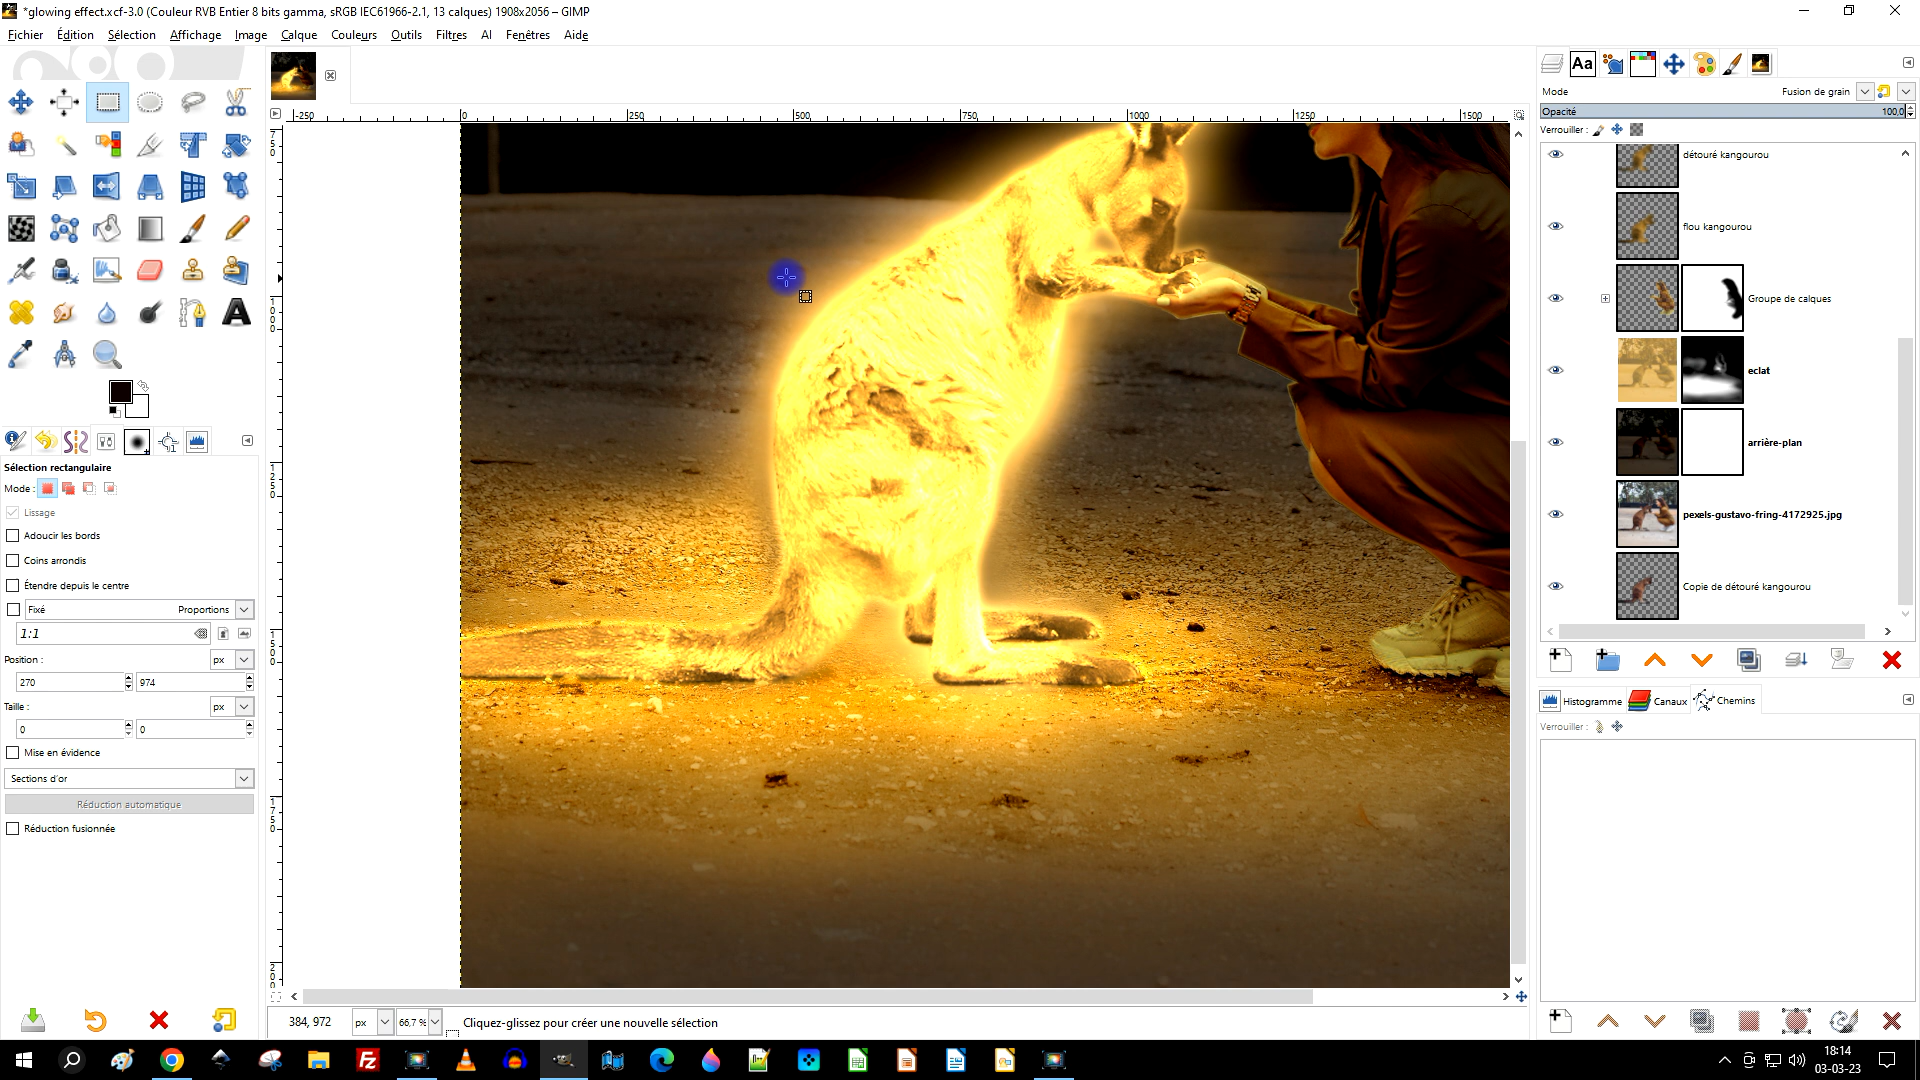 *glowing effect.xcf-3.0 (Couleur RVB Entier 8 bits gamma, sRGB IEC61966-2.1, 13 calques) 1908x2056 – GIMP
Fichier Édition Sélection Affichage Image Calque Couleurs Outils Filtres AI Fenêtres Aide
-250 0 250 500 750 1000 1250 1500
750
1000
1250
1500
1750
Sélection rectangulaire
Mode :
Lissage
Adoucir les bords
Coins arrondis
Étendre depuis le centre
Fixé Proportions
1:1
Position : px
270 974
Taille : px
0 0
Mise en évidence
Sections d'or
Réduction automatique
Réduction fusionnée
384, 972 px 66,7 % Cliquez-glissez pour créer une nouvelle sélection
Aa
Mode Fusion de grain
Opacité 100,0
Verrouiller :
détouré kangourou
flou kangourou
Groupe de calques
eclat
arrière-plan
pexels-gustavo-fring-4172925.jpg
Copie de détouré kangourou
Histogramme Canaux Chemins
Verrouiller :
18:14
03-03-23